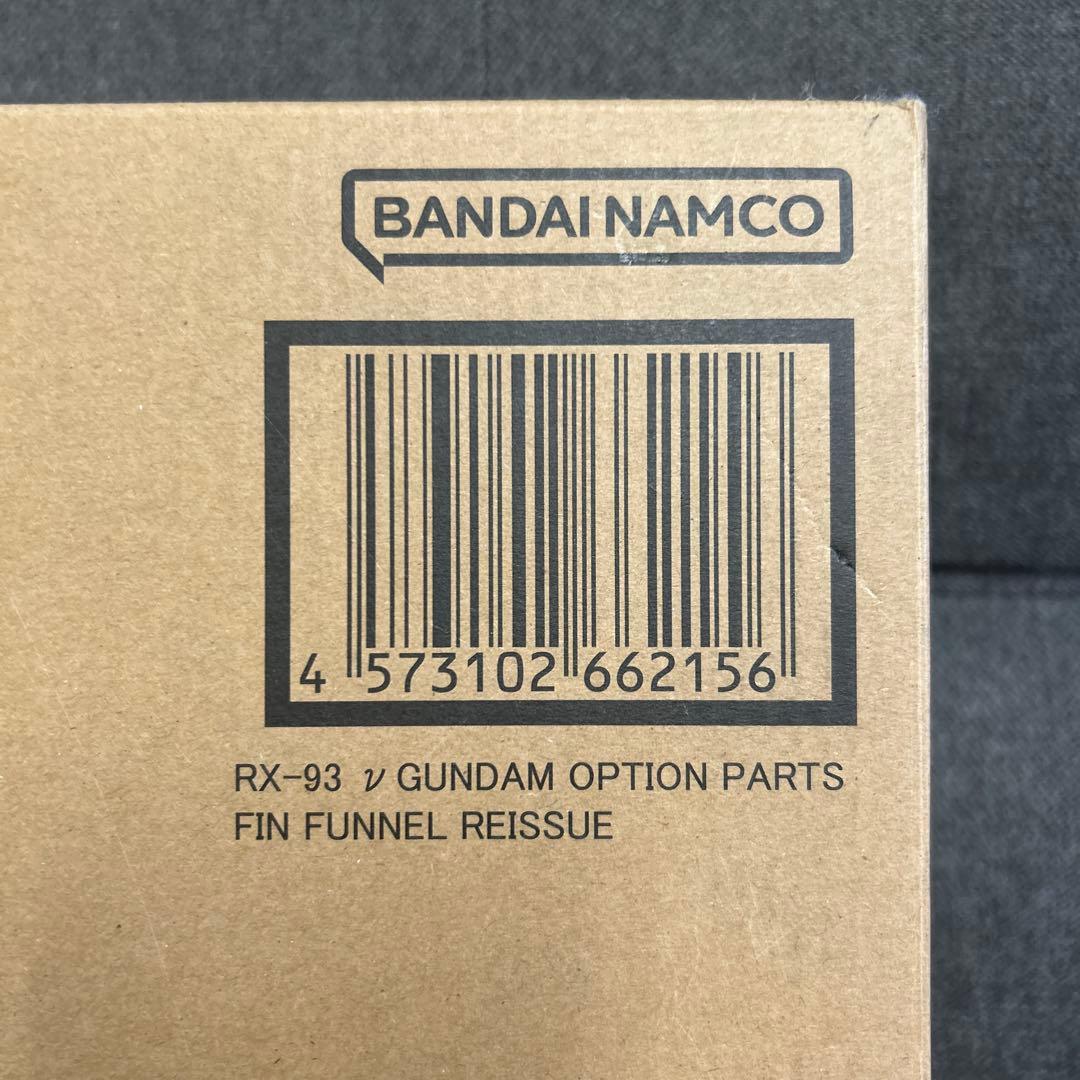 BANDAI NAMCO
4 573102 662156
RX-93 ν GUNDAM OPTION PARTS
FIN FUNNEL REISSUE